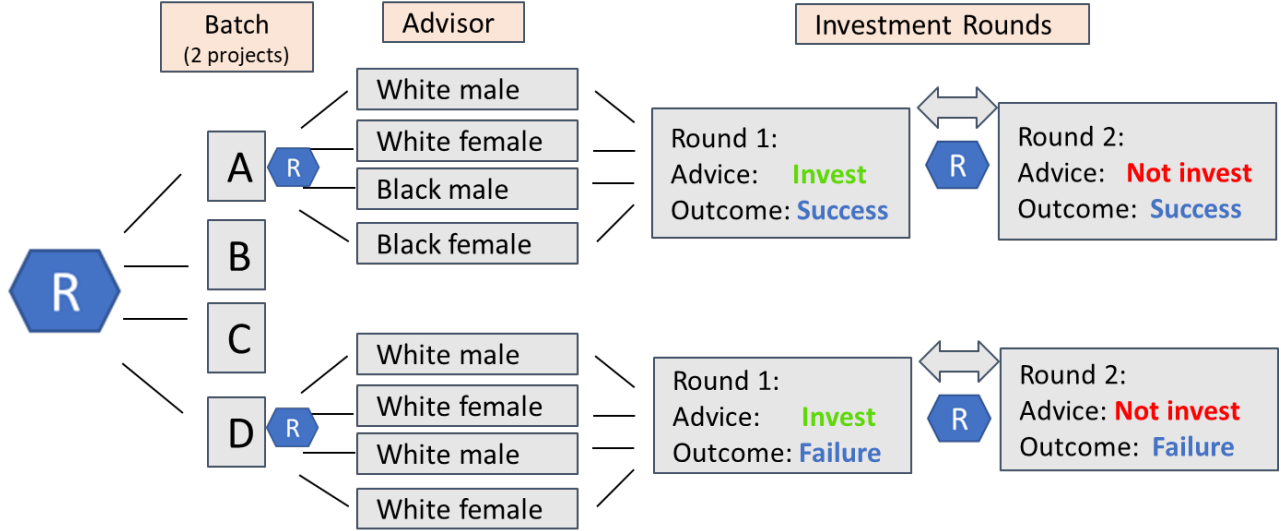 Batch
(2 projects)
Advisor
Investment Rounds
R
A
R
White male
White female
Black male
Black female
Round 1:
Advice: Invest
Outcome: Success
R
Round 2:
Advice: Not invest
Outcome: Success
B
C
D
R
White male
White female
White male
White female
Round 1:
Advice: Invest
Outcome: Failure
R
Round 2:
Advice: Not invest
Outcome: Failure